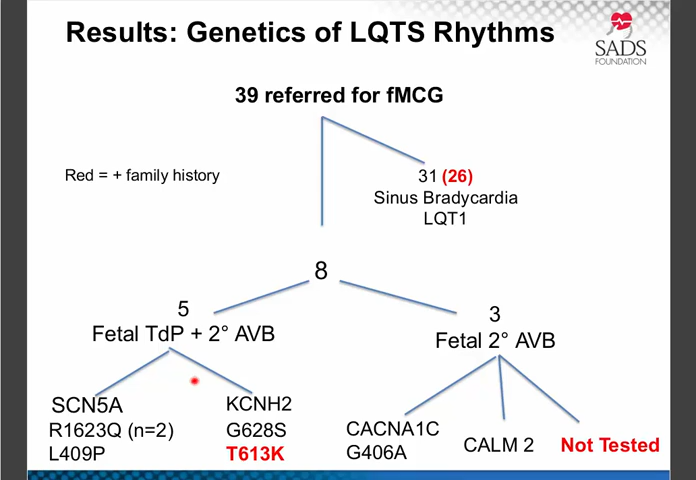 Results: Genetics of LQTS Rhythms
SADS
FOUNDATION
39 referred for fMCG
Red = + family history
31 (26)
Sinus Bradycardia
LQT1
8
5
Fetal TdP + 2° AVB
3
Fetal 2° AVB
SCN5A
R1623Q (n=2)
L409P
KCNH2
G628S
T613K
CACNA1C
G406A
CALM 2
Not Tested